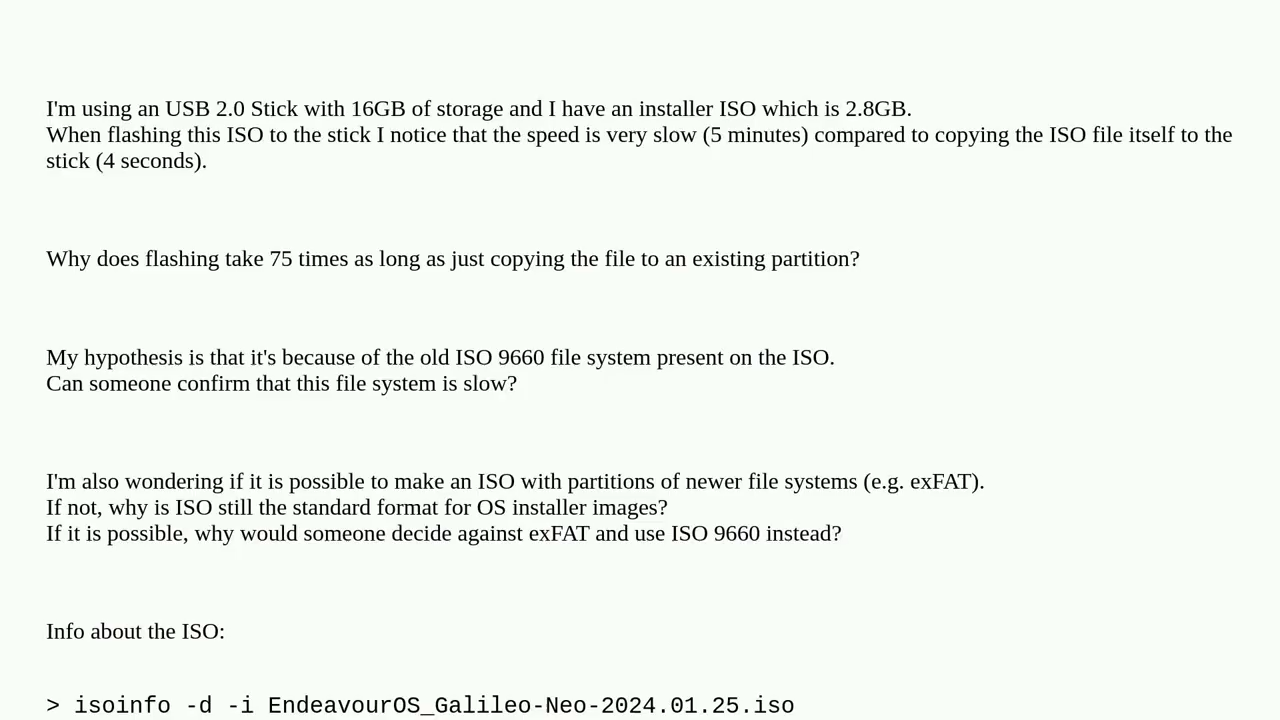 I'm using an USB 2.0 Stick with 16GB of storage and I have an installer ISO which is 2.8GB.
When flashing this ISO to the stick I notice that the speed is very slow (5 minutes) compared to copying the ISO file itself to the
stick (4 seconds).
Why does flashing take 75 times as long as just copying the file to an existing partition?
My hypothesis is that it's because of the old ISO 9660 file system present on the ISO.
Can someone confirm that this file system is slow?
I'm also wondering if it is possible to make an ISO with partitions of newer file systems (e.g. exFAT).
If not, why is ISO still the standard format for OS installer images?
If it is possible, why would someone decide against exFAT and use ISO 9660 instead?
Info about the ISO:
> isoinfo -d -i EndeavourOS_Galileo-Neo-2024.01.25.iso